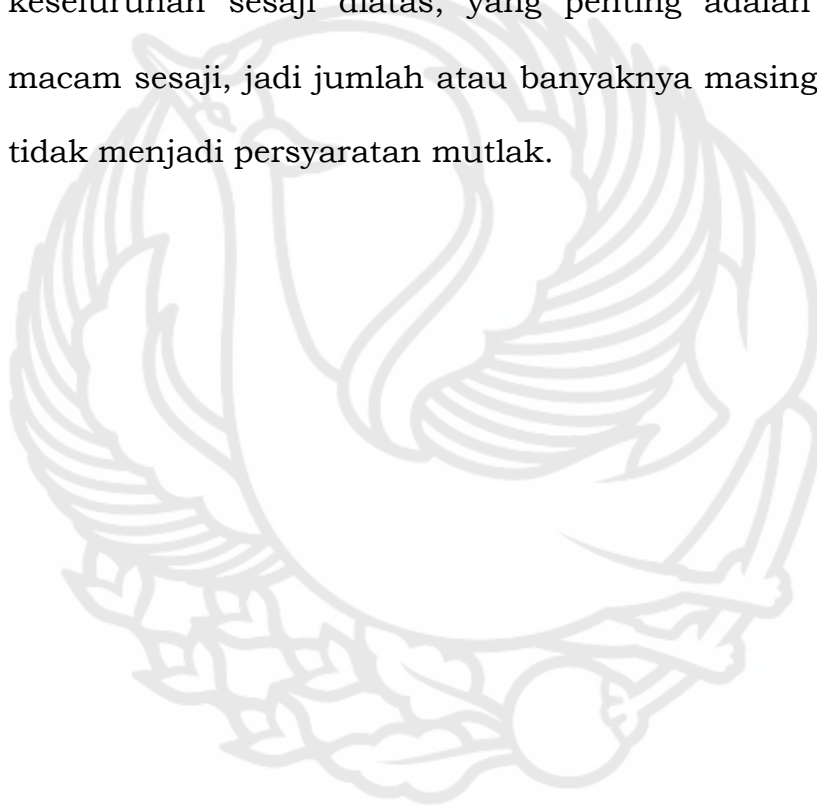 keseluruhan sesaji diatas, yang penting adalah
macam sesaji, jadi jumlah atau banyaknya masing
tidak menjadi persyaratan mutlak.